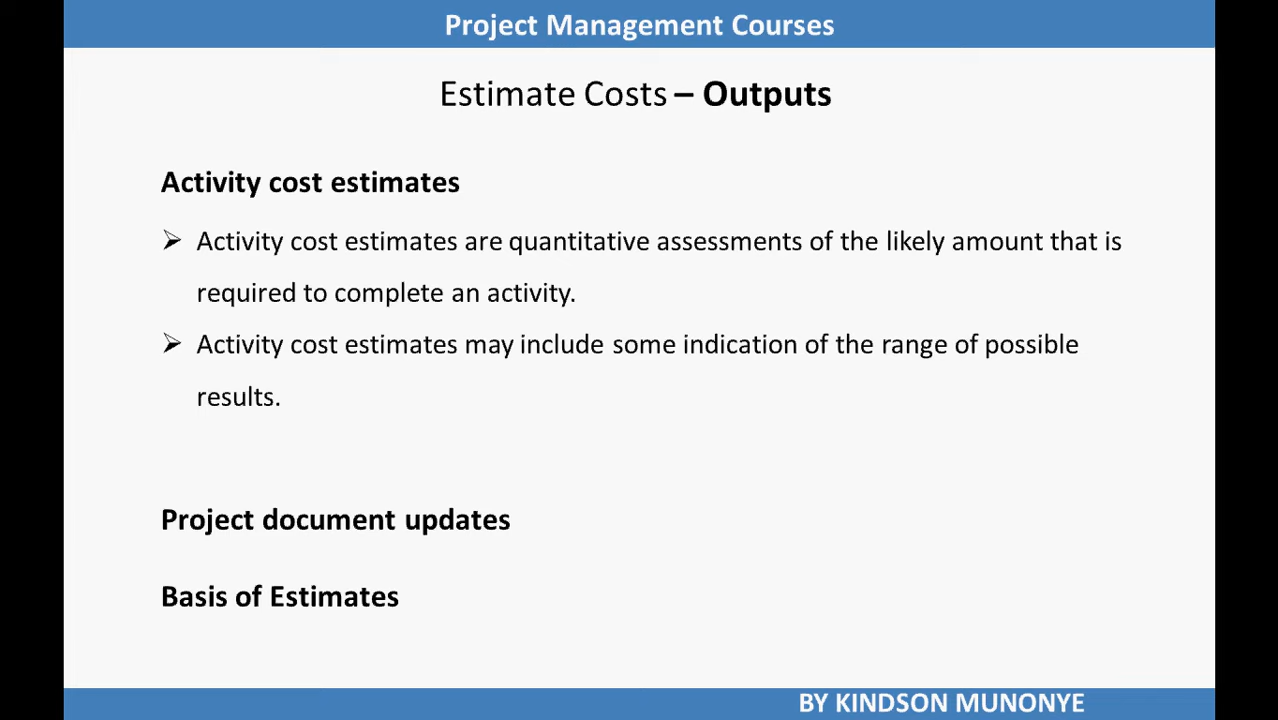 Project Management Courses
Estimate Costs – Outputs
Activity cost estimates
➢ Activity cost estimates are quantitative assessments of the likely amount that is
required to complete an activity.
➢ Activity cost estimates may include some indication of the range of possible
results.
Project document updates
Basis of Estimates
BY KINDSON MUNONYE